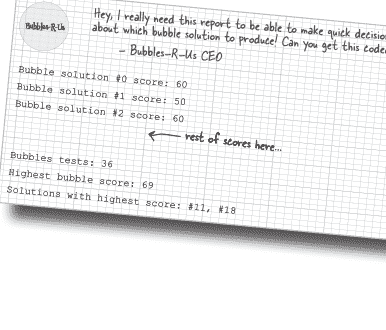 Bubbles-R-Us
Hey, I really need this report to be able to make quick
about which bubble solution to produce! Can you get this
– Bubbles-R-Us CEO
Bubble solution #0 score: 60
Bubble solution #1 score: 50
Bubble solution #2 score: 60
rest of scores here...
Bubbles tests: 36
Highest bubble score: 69
Solutions with highest score: #11, #18